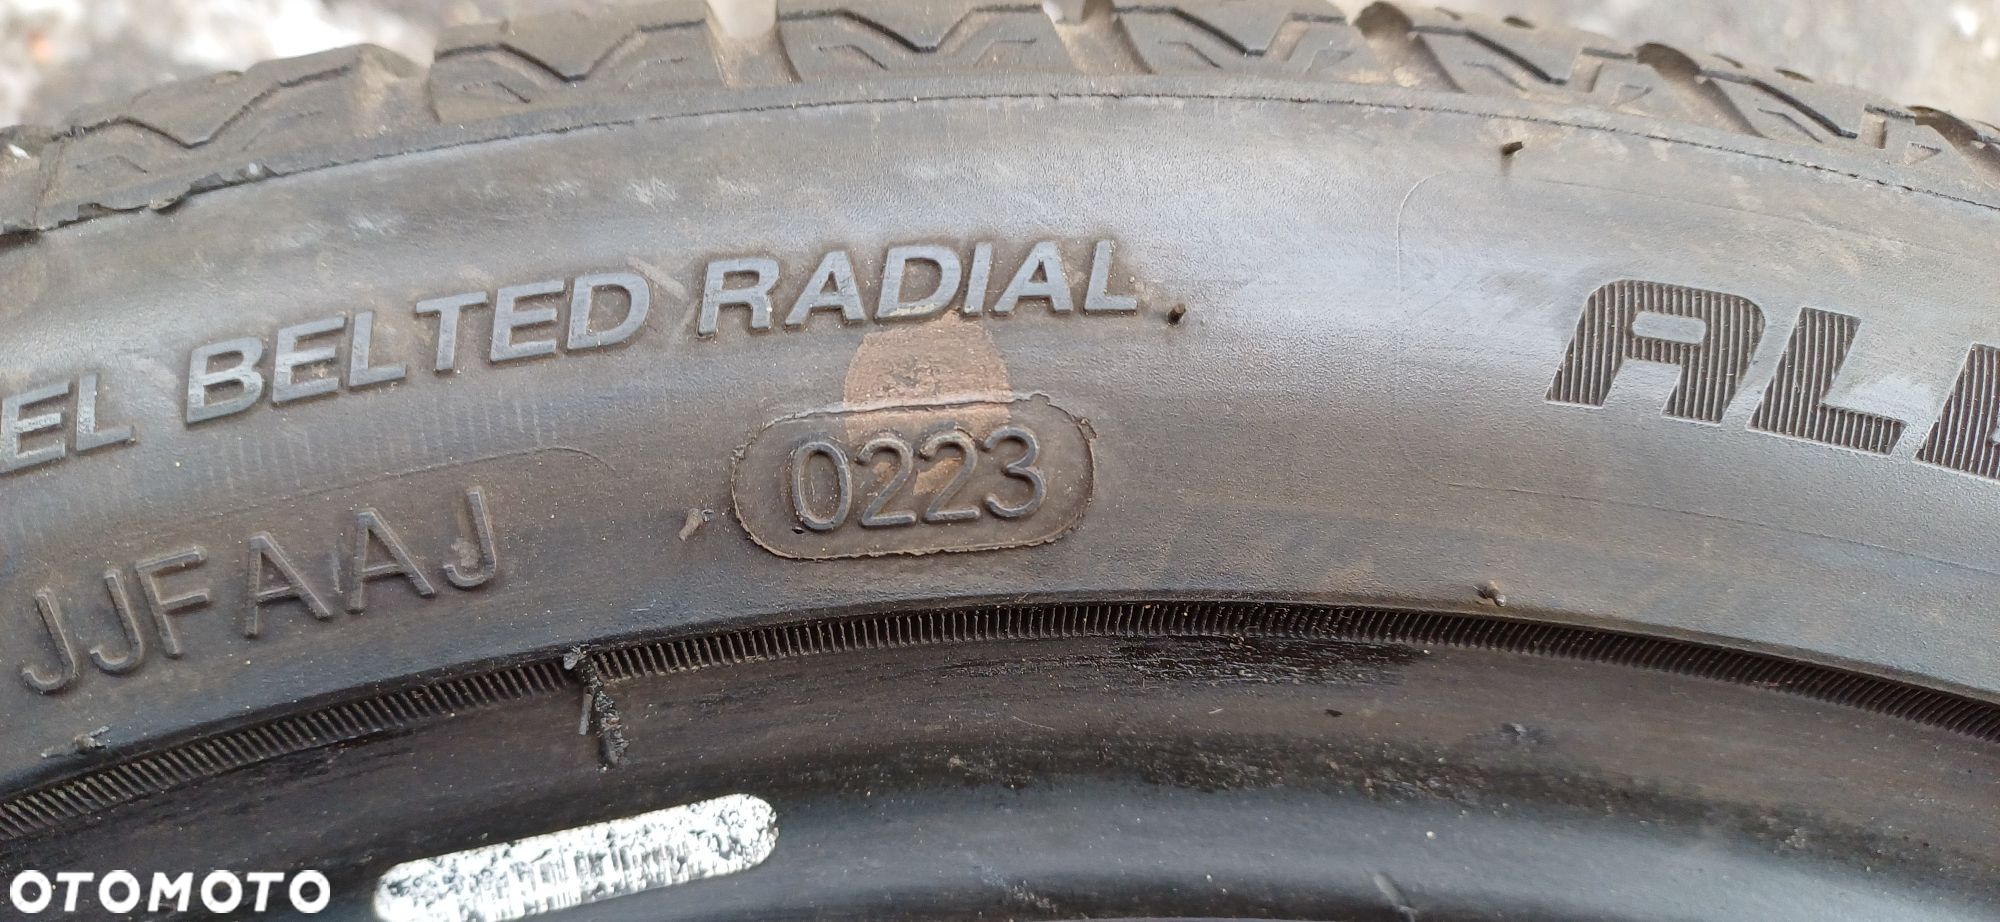 EL BELTED RADIAL
JJFAAJ
0223
OTOMOTO